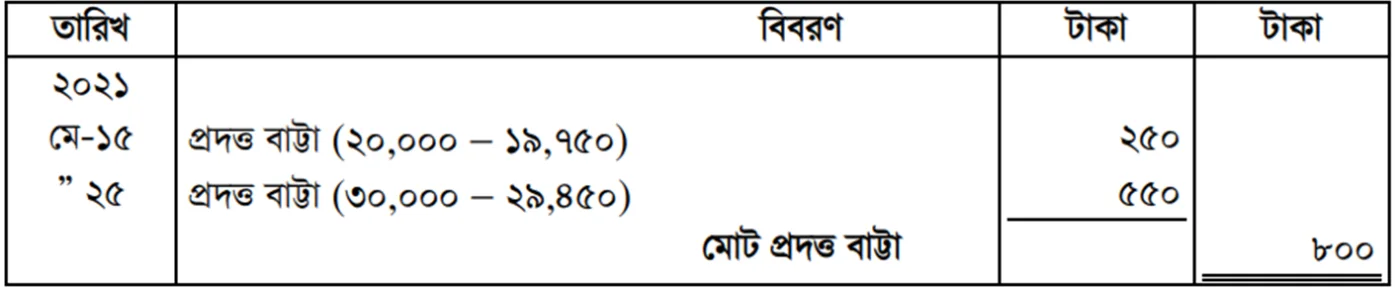 তারিখ বিবরণ টাকা টাকা
২০২১
মে-১৫ প্রদত্ত বাট্টা (২০,০০০ – ১৯,৭৫০) ২৫০
” ২৫ প্রদত্ত বাট্টা (৩০,০০০ – ২৯,৪৫০) ৫৫০
মোট প্রদত্ত বাট্টা ৮০০